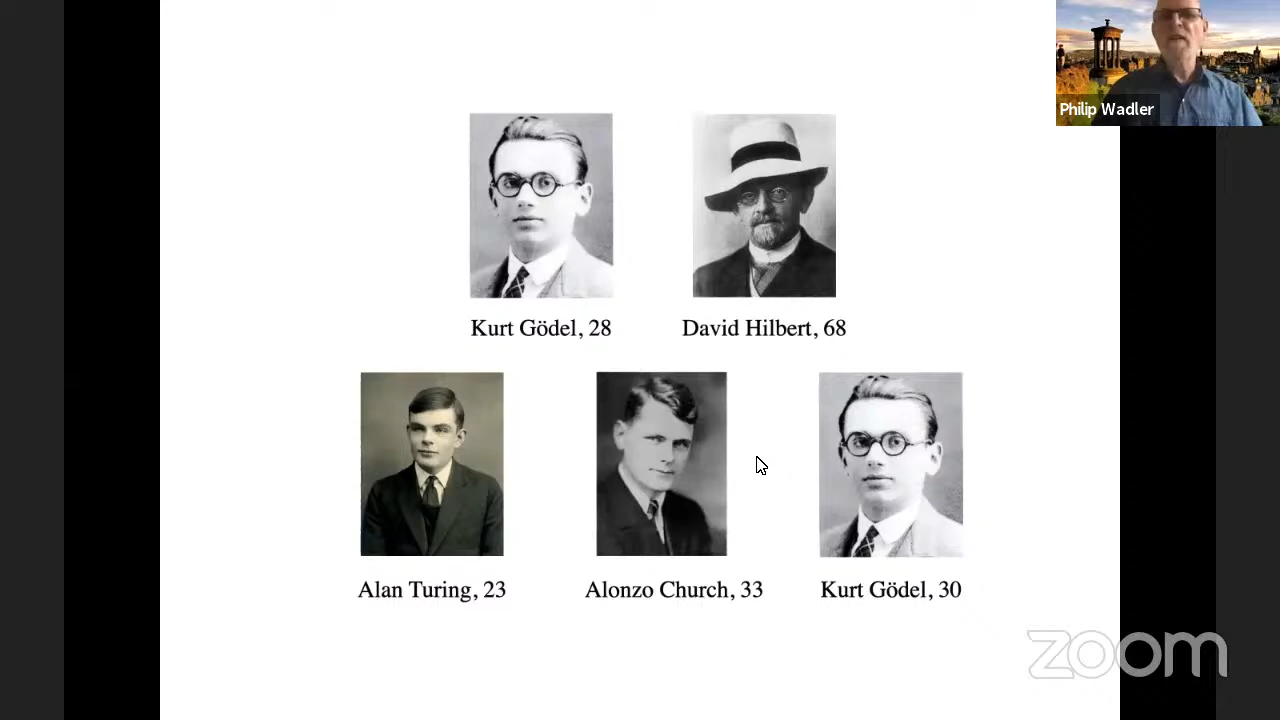 Philip Wadler
Kurt Gödel, 28
David Hilbert, 68
Alan Turing, 23
Alonzo Church, 33
Kurt Gödel, 30
zoom